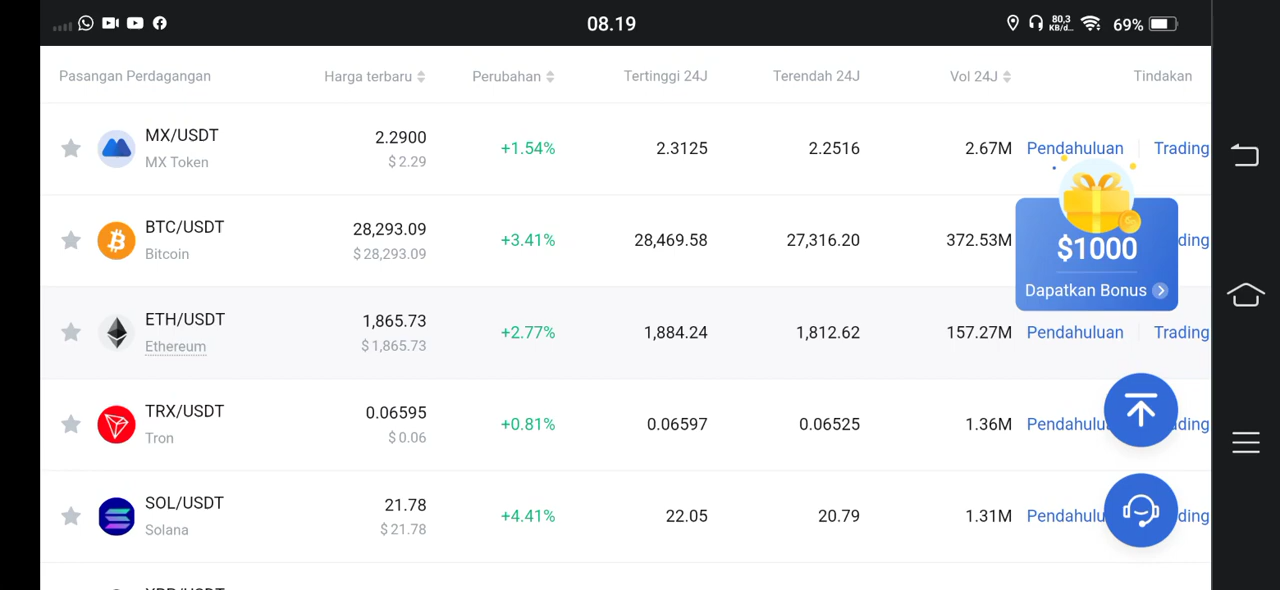 08.19
80,3
KB/d...
69%
Pasangan Perdagangan Harga terbaru Perubahan Tertinggi 24J Terendah 24J Vol 24J Tindakan
MX/USDT 2.2900 +1.54% 2.3125 2.2516 2.67M Pendahuluan Trading
MX Token $ 2.29
BTC/USDT 28,293.09 +3.41% 28,469.58 27,316.20 372.53M ding
Bitcoin $ 28,293.09
$1000
Dapatkan Bonus
ETH/USDT 1,865.73 +2.77% 1,884.24 1,812.62 157.27M Pendahuluan Trading
Ethereum $ 1,865.73
TRX/USDT 0.06595 +0.81% 0.06597 0.06525 1.36M Pendahulu ding
Tron $ 0.06
SOL/USDT 21.78 +4.41% 22.05 20.79 1.31M Pendahulu ding
Solana $ 21.78